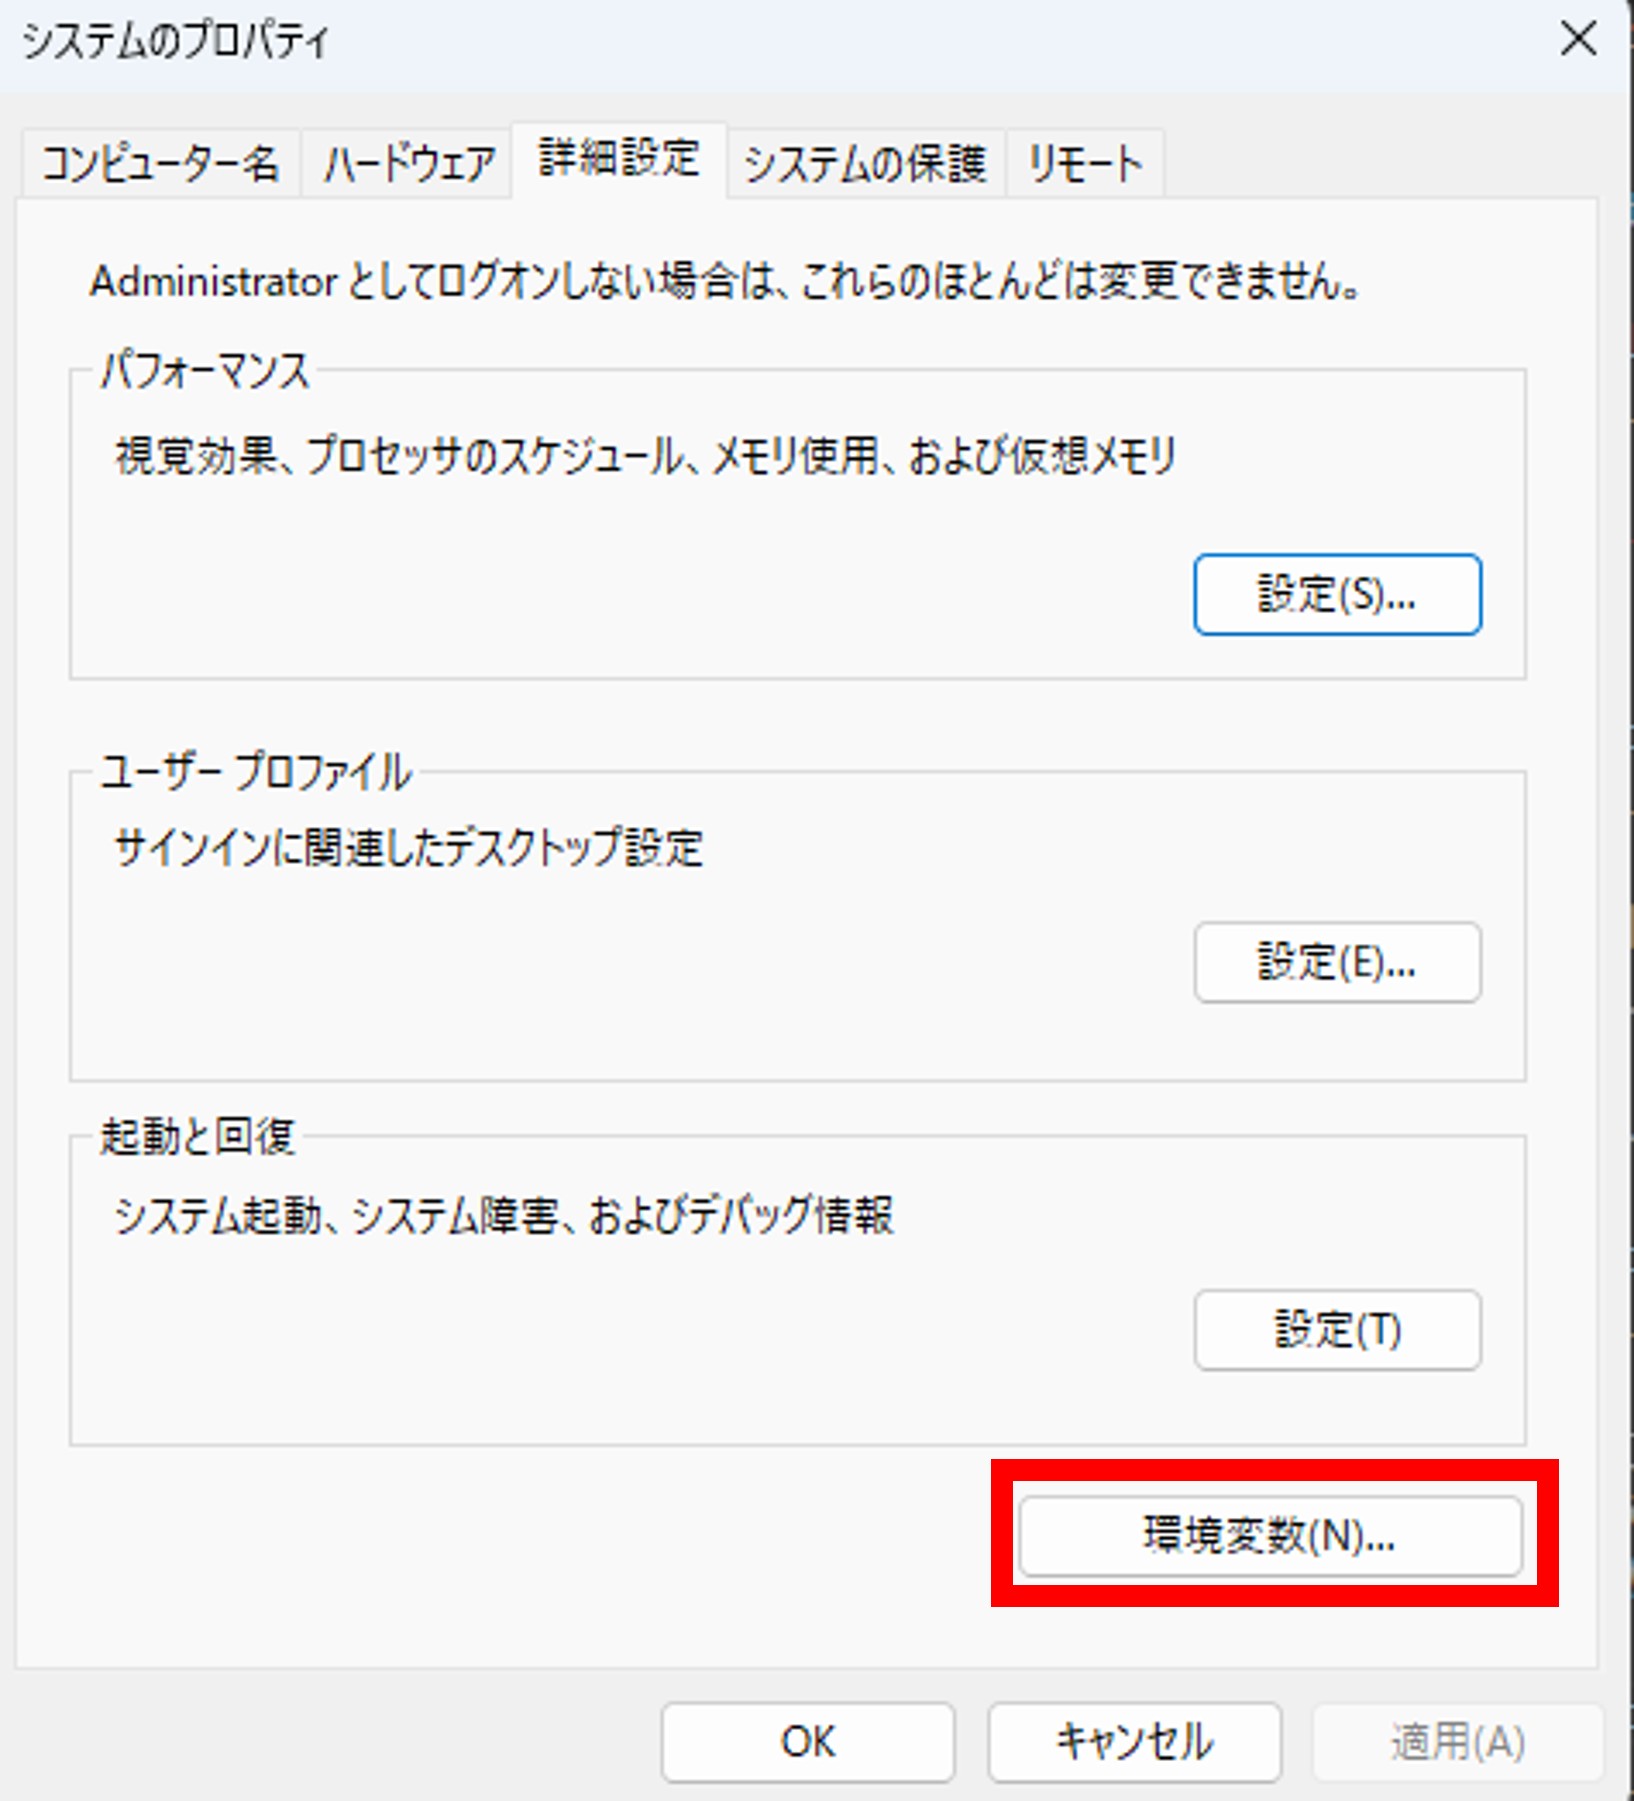 システムのプロパティ
コンピューター名 ハードウェア 詳細設定 システムの保護 リモート
Administrator としてログオンしない場合は、これらのほとんどは変更できません。
パフォーマンス
視覚効果、プロセッサのスケジュール、メモリ使用、および仮想メモリ
設定(S)...
ユーザー プロファイル
サインインに関連したデスクトップ設定
設定(E)...
起動と回復
システム起動、システム障害、およびデバッグ情報
設定(T)
環境変数(N)...
OK キャンセル 適用(A)